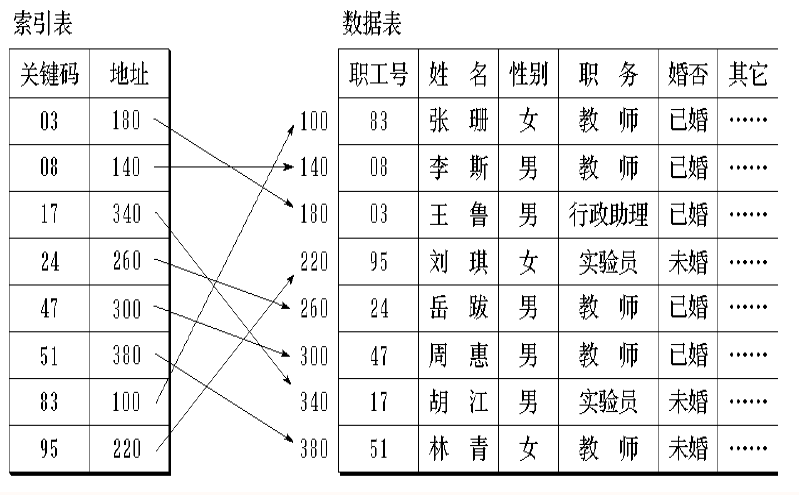 索引表 数据表
关键码 地址 职工号 姓 名 性别 职 务 婚否 其它
03 180 100 83 张 珊 女 教 师 已婚 ……
08 140 140 08 李 斯 男 教 师 已婚 ……
17 340 180 03 王 鲁 男 行政助理 已婚 ……
24 260 220 95 刘 琪 女 实验员 未婚 ……
47 300 260 24 岳 跋 男 教 师 已婚 ……
51 380 300 47 周 惠 男 教 师 已婚 ……
83 100 340 17 胡 江 男 实验员 未婚 ……
95 220 380 51 林 青 女 教 师 未婚 ……